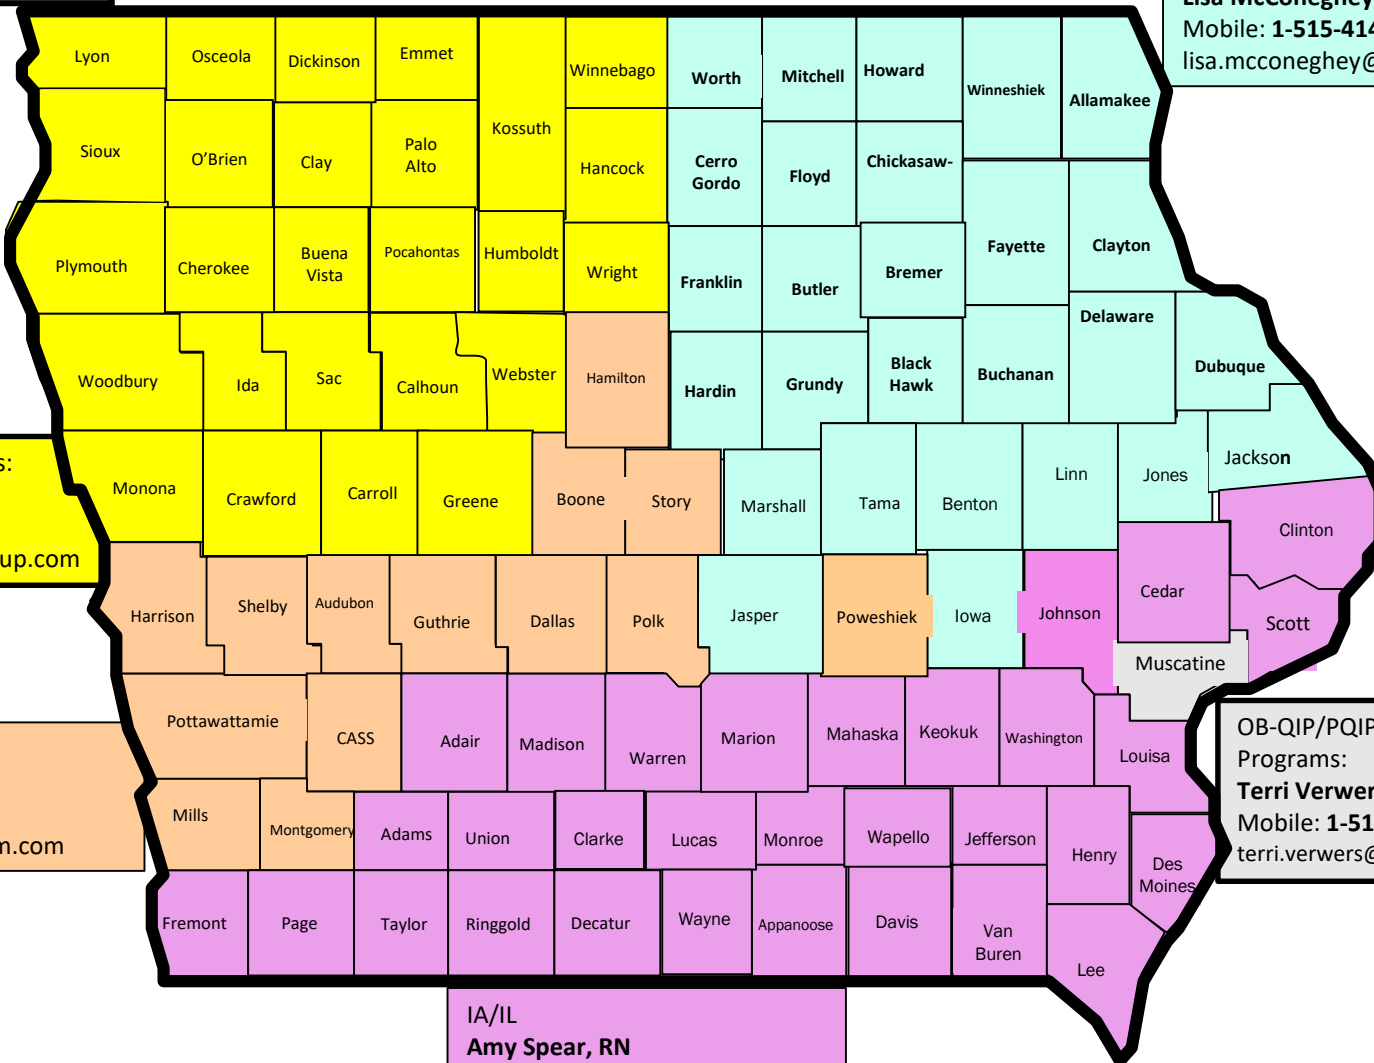 Lisa McConeghey
Mobile: 1-515-414
lisa.mcconeghey@
Lyon
Osceola
Dickinson
Emmet
Kossuth
Winnebago
Worth
Mitchell
Howard
Winneshiek
Allamakee
Sioux
O'Brien
Clay
Palo
Alto
Hancock
Cerro
Gordo
Floyd
Chickasaw-
Fayette
Clayton
Plymouth
Cherokee
Buena
Vista
Pocahontas
Humboldt
Wright
Franklin
Butler
Bremer
Delaware
Dubuque
Woodbury
Ida
Sac
Calhoun
Webster
Hamilton
Hardin
Grundy
Black
Hawk
Buchanan
Jackson
s:
up.com
Monona
Crawford
Carroll
Greene
Boone
Story
Marshall
Tama
Benton
Linn
Jones
Clinton
Harrison
Shelby
Audubon
Guthrie
Dallas
Polk
Jasper
Poweshiek
Iowa
Johnson
Cedar
Scott
Muscatine
Pottawattamie
CASS
Adair
Madison
Warren
Marion
Mahaska
Keokuk
Washington
Louisa
OB-QIP/PQIP
Programs:
Terri Verwer
Mobile: 1-51
terri.verwers@
m.com
Mills
Montgomery
Adams
Union
Clarke
Lucas
Monroe
Wapello
Jefferson
Henry
Des
Moines
Fremont
Page
Taylor
Ringgold
Decatur
Wayne
Appanoose
Davis
Van
Buren
Lee
IA/IL
Amy Spear, RN